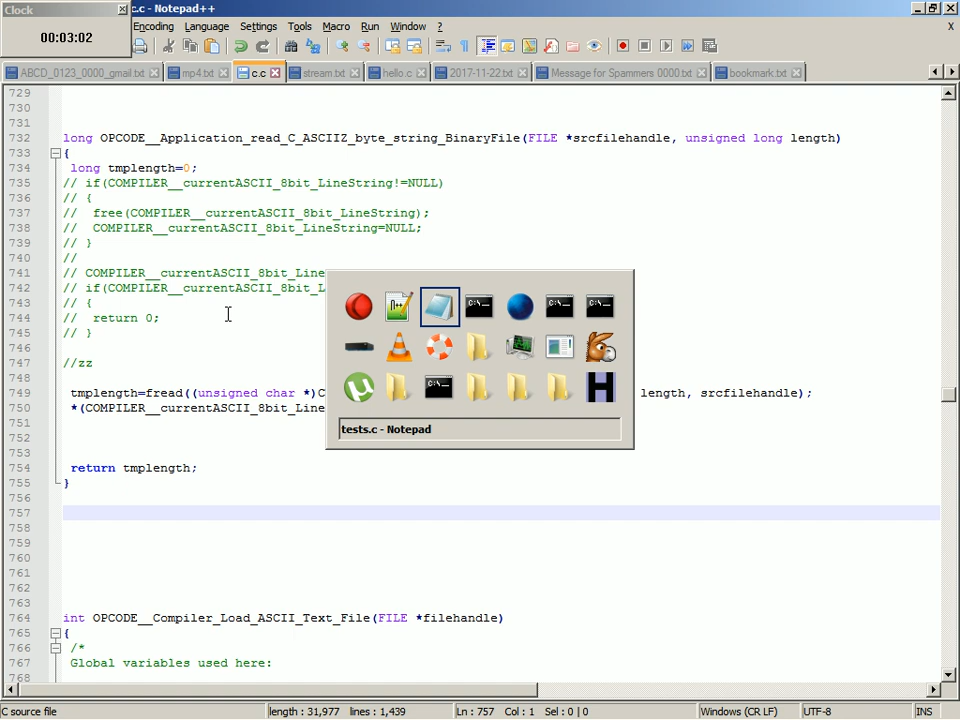 Clock
c.c - Notepad++
00:03:02
Encoding Language Settings Tools Macro Run Window ?
X
ABCD_0123_0000_gmail.txt mp4.txt c.c stream.txt hello.c 2017-11-22.txt Message for Spammers 0000.txt bookmark.txt
729
730
731
732 long OPCODE__Application_read_C_ASCIIZ_byte_string_BinaryFile(FILE *srcfilehandle, unsigned long length)
733 {
734 long tmplength=0;
735 // if(COMPILER__currentASCII_8bit_LineString!=NULL)
736 // {
737 // free(COMPILER__currentASCII_8bit_LineString);
738 // COMPILER__currentASCII_8bit_LineString=NULL;
739 // }
740 //
741 // COMPILER__currentASCII_8bit_Line
742 // if(COMPILER__currentASCII_8bit_L
743 // {
744 // return 0;
745 // }
746
747 //zz
748
749 tmplength=fread((unsigned char *)C length, srcfilehandle);
750 *(COMPILER__currentASCII_8bit_Line
751
752
753
754 return tmplength;
755 }
756
757
758
759
760
761
762
763
764 int OPCODE__Compiler_Load_ASCII_Text_File(FILE *filehandle)
765 {
766 /*
767 Global variables used here:
768
tests.c - Notepad
C source file length : 31,977 lines : 1,439 Ln : 757 Col : 1 Sel : 0 | 0 Windows (CR LF) UTF-8 INS